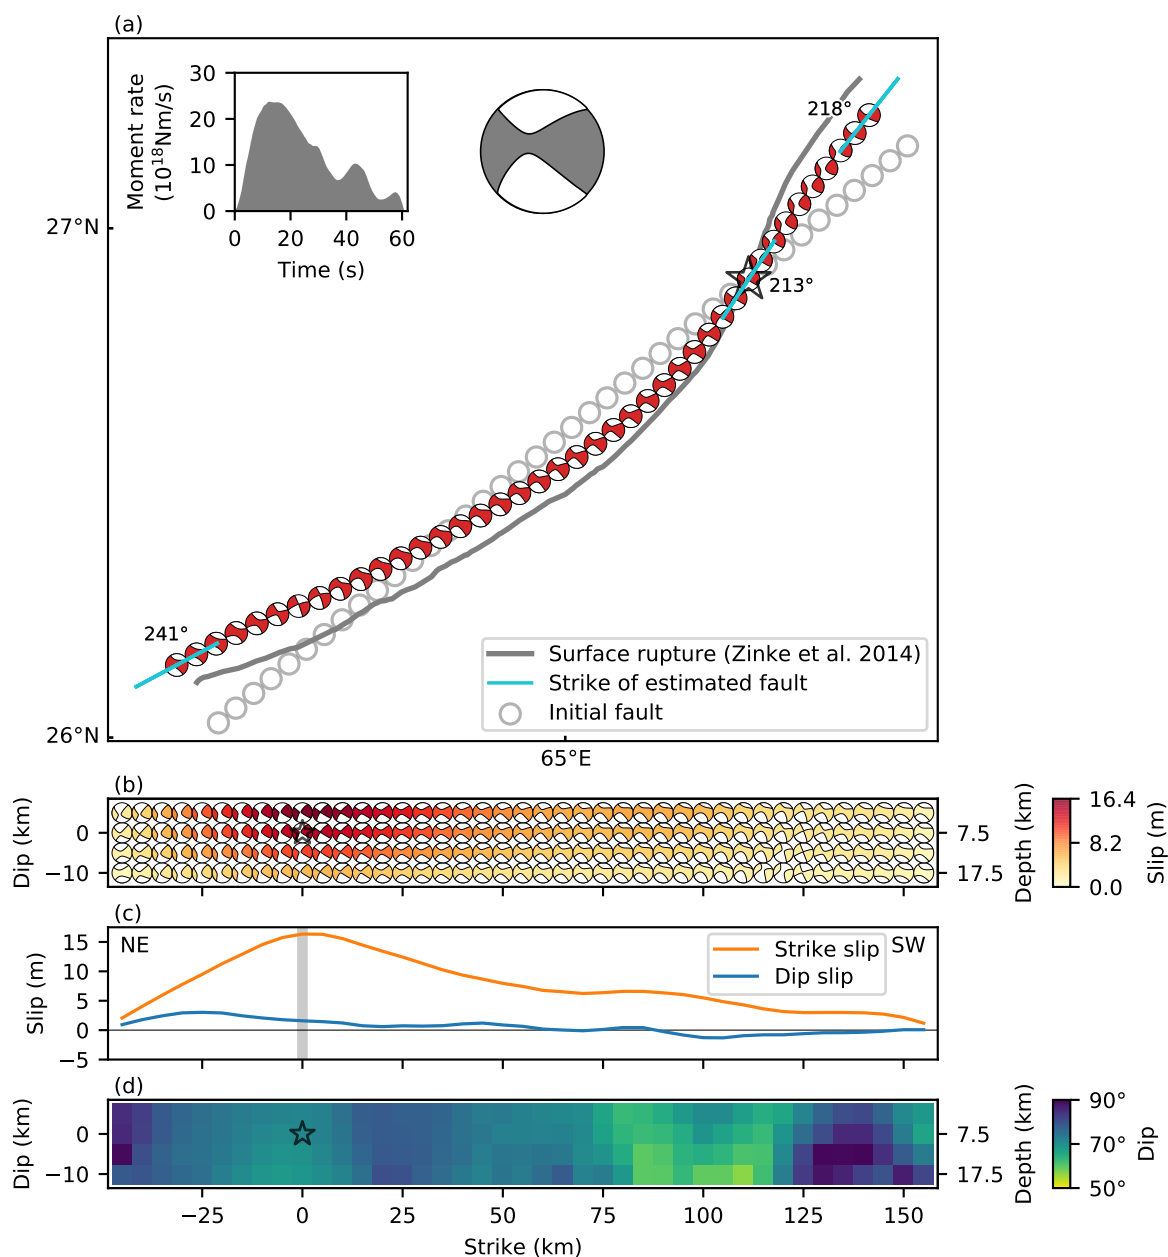 (a)
Moment rate
(10¹⁸Nm/s)
30
20
10
0
0 20 40 60
Time (s)
218°
213°
241°
27°N
26°N
65°E
Surface rupture (Zinke et al. 2014)
Strike of estimated fault
Initial fault
(b)
Dip (km)
0
−10
7.5
17.5
Depth (km)
16.4
8.2
0.0
Slip (m)
(c)
NE
SW
Slip (m)
15
10
5
0
−5
Strike slip
Dip slip
(d)
Dip (km)
0
−10
7.5
17.5
Depth (km)
90°
70°
50°
Dip
−25 0 25 50 75 100 125 150
Strike (km)